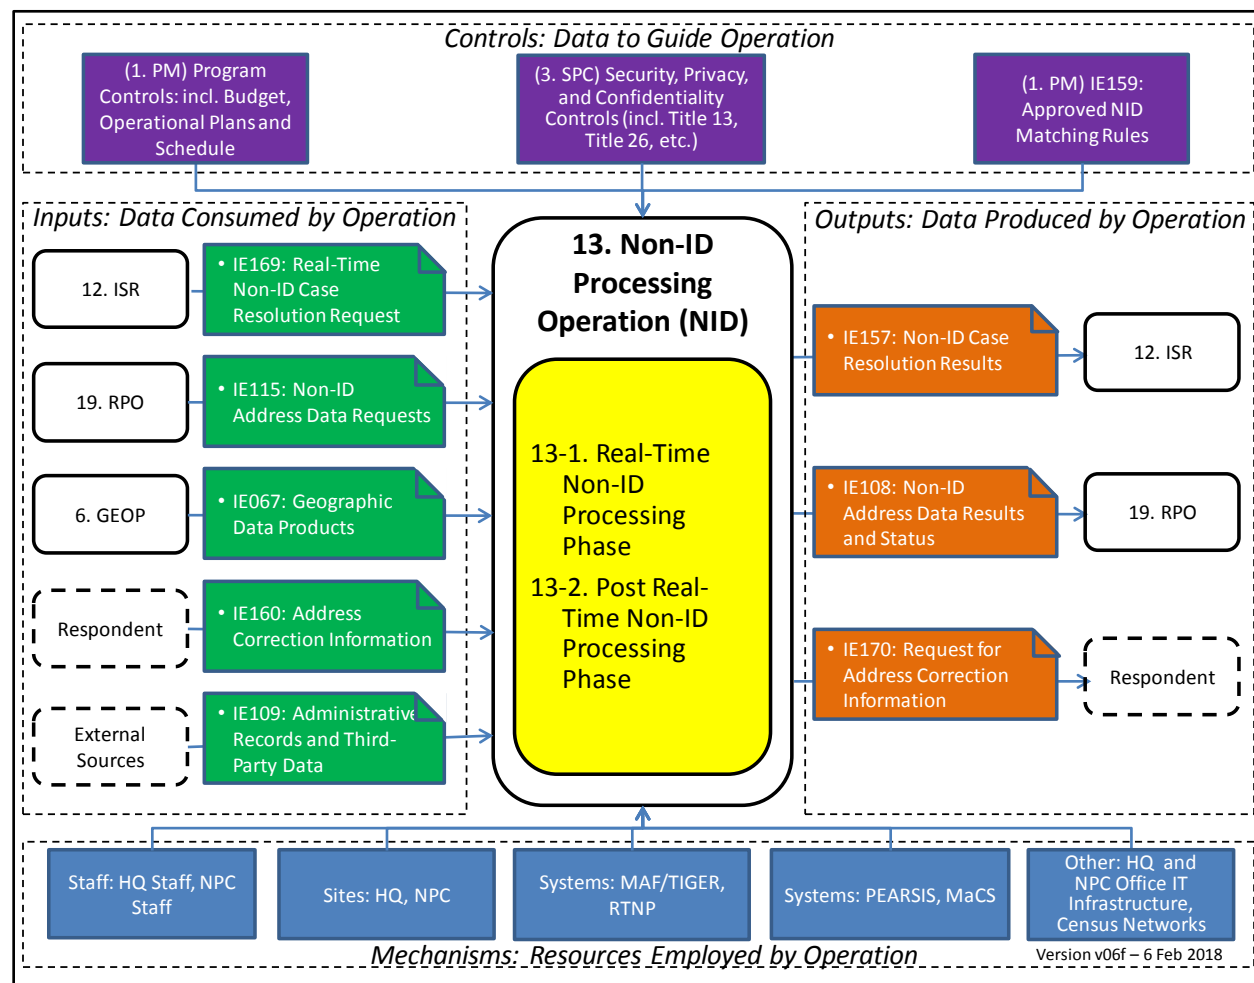 Controls: Data to Guide Operation
(1. PM) Program
Controls: incl. Budget,
Operational Plans and
Schedule
(3. SPC) Security, Privacy,
and Confidentiality
Controls (incl. Title 13,
Title 26, etc.)
(1. PM) IE159:
Approved NID
Matching Rules
Inputs: Data Consumed by Operation
12. ISR
• IE169: Real-Time
Non-ID Case
Resolution Request
19. RPO
• IE115: Non-ID
Address Data Requests
6. GEOP
• IE067: Geographic
Data Products
Respondent
• IE160: Address
Correction Information
External
Sources
• IE109: Administrative
Records and Third-
Party Data
13. Non-ID
Processing
Operation (NID)
13-1. Real-Time
Non-ID
Processing
Phase
13-2. Post Real-
Time Non-ID
Processing
Phase
Outputs: Data Produced by Operation
• IE157: Non-ID Case
Resolution Results
12. ISR
• IE108: Non-ID
Address Data Results
and Status
19. RPO
• IE170: Request for
Address Correction
Information
Respondent
Staff: HQ Staff, NPC
Staff
Sites: HQ, NPC
Systems: MAF/TIGER,
RTNP
Systems: PEARSIS, MaCS
Other: HQ and
NPC Office IT
Infrastructure,
Census Networks
Mechanisms: Resources Employed by Operation
Version v06f – 6 Feb 2018